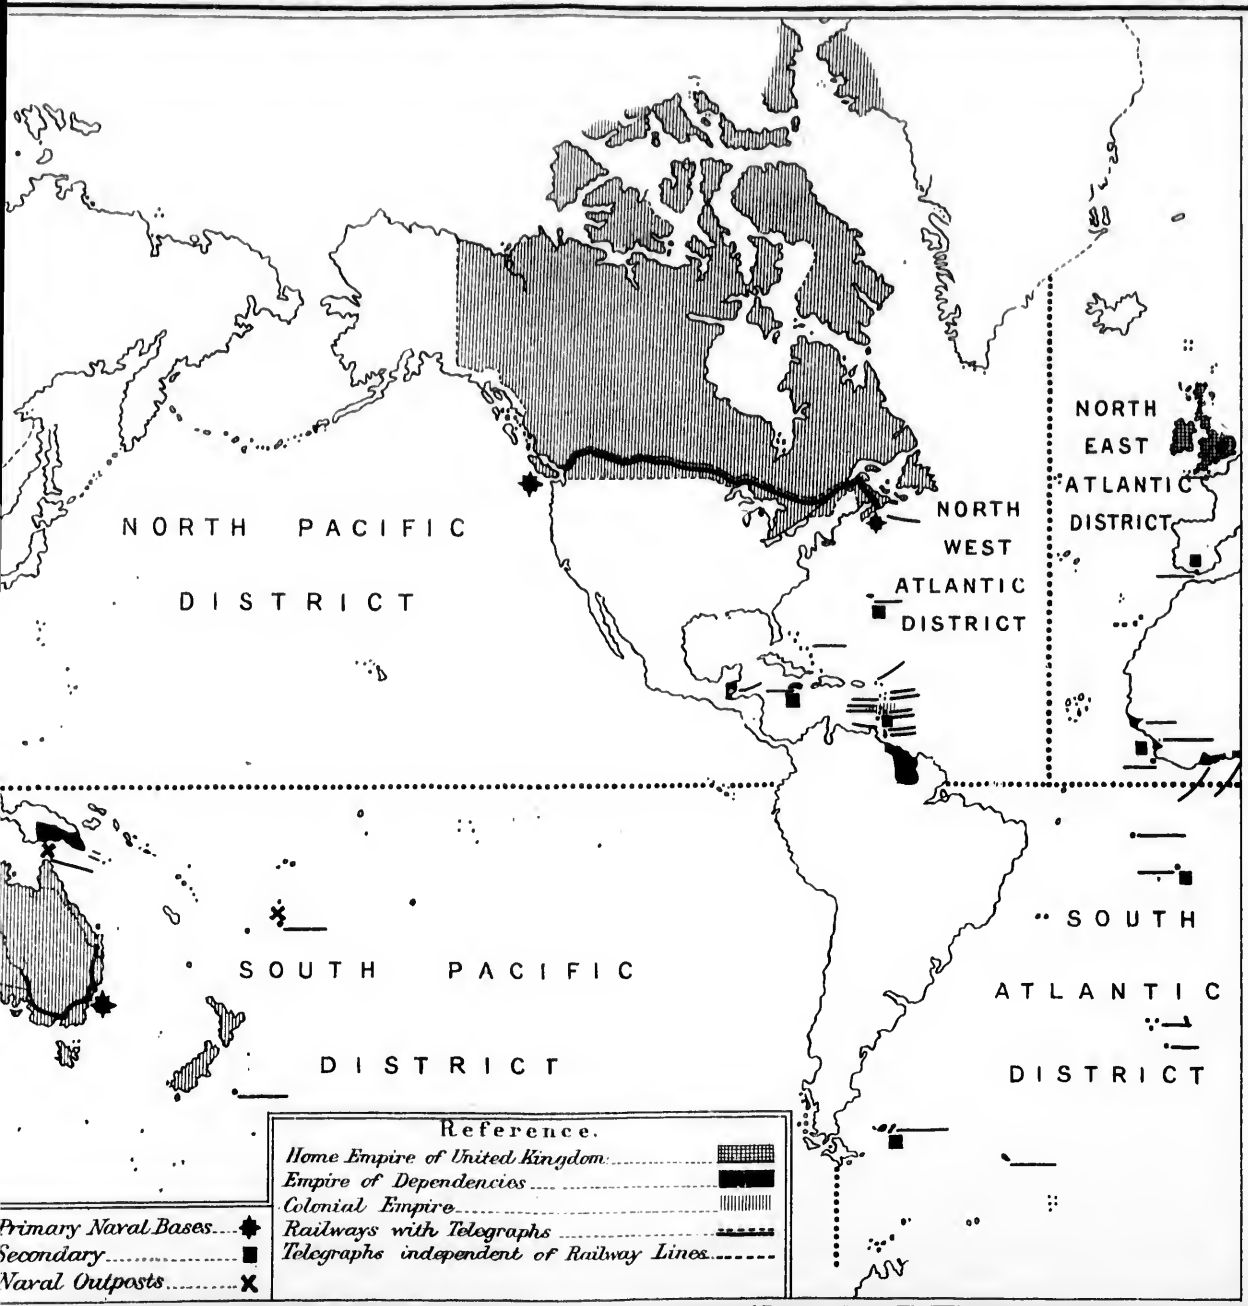 NORTH
EAST
ATLANTIC
DISTRICT
NORTH PACIFIC
DISTRICT
NORTH
WEST
ATLANTIC
DISTRICT
SOUTH PACIFIC
DISTRICT
SOUTH
ATLANTIC
DISTRICT
Reference.
Home Empire of United Kingdom
Empire of Dependencies
Colonial Empire
Railways with Telegraphs
Telegraphs independent of Railway Lines
Primary Naval Bases
Secondary
Naval Outposts